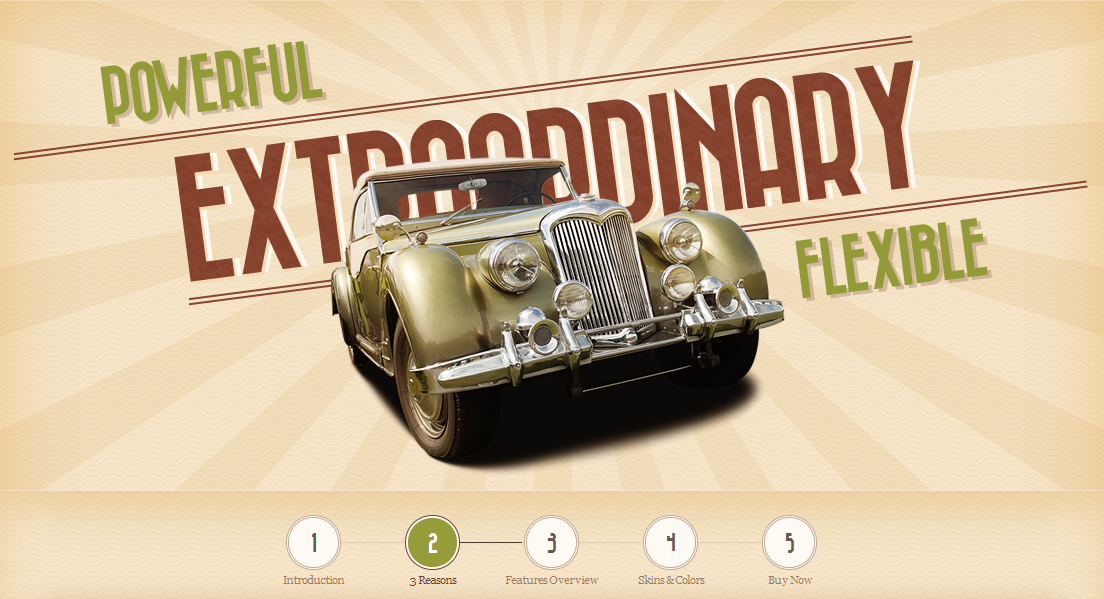 POWERFUL
EXTRAORDINARY
FLEXIBLE
1 2 3 4 5
Introduction 3 Reasons Features Overview Skins & Colors Buy Now